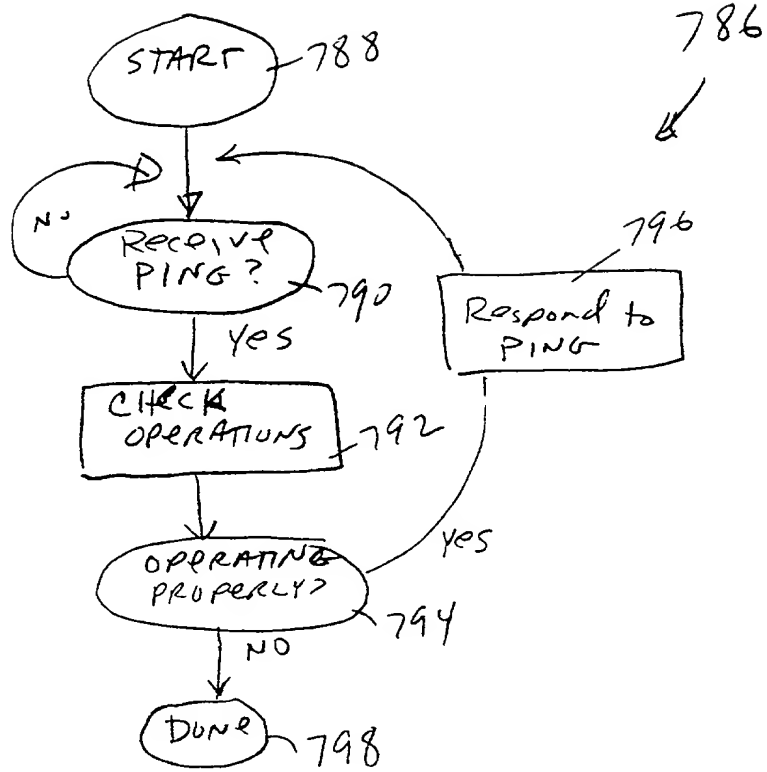 786
START
788
No
Receive
PING?
790
Yes
796
Respond to
PING
CHECK
OPERATIONS
792
OPERATING
PROPERLY?
794
Yes
NO
DONE
798